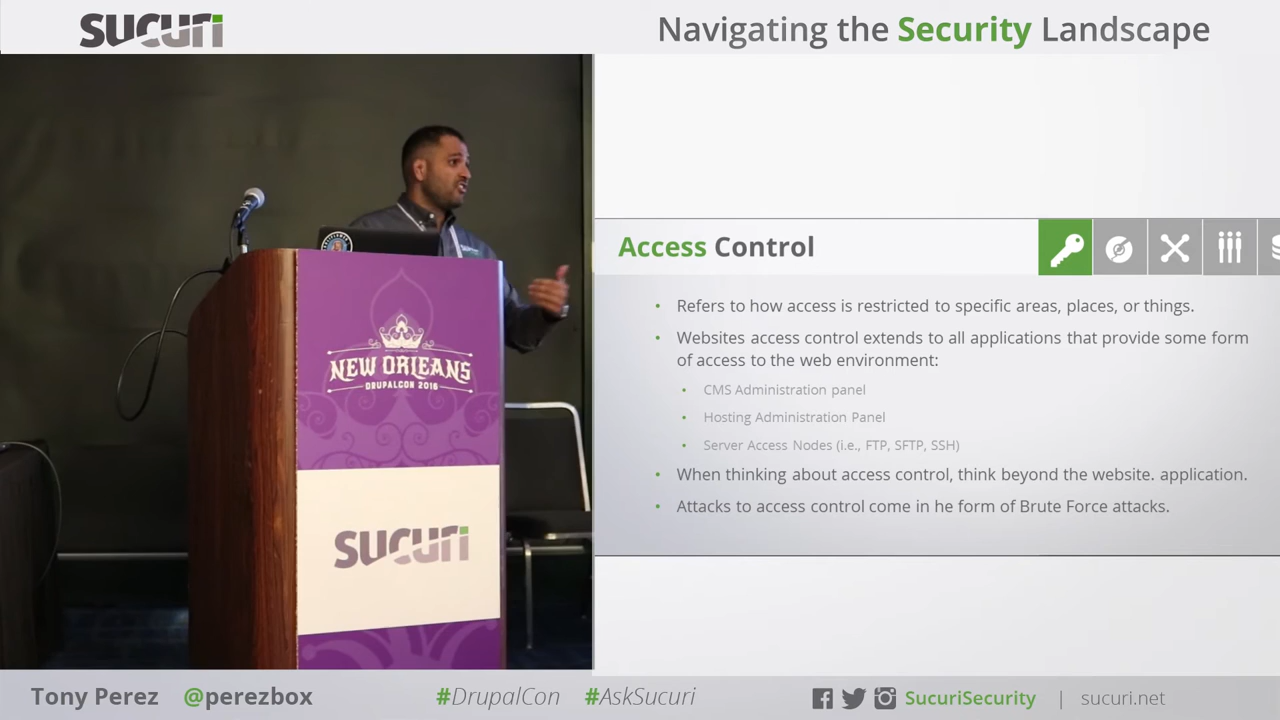 sucuri
Navigating the Security Landscape
NEW ORLEANS
DRUPALCON 2016
sucuri
Access Control
• Refers to how access is restricted to specific areas, places, or things.
• Websites access control extends to all applications that provide some form
of access to the web environment:
• CMS Administration panel
• Hosting Administration Panel
• Server Access Nodes (i.e., FTP, SFTP, SSH)
• When thinking about access control, think beyond the website. application.
• Attacks to access control come in he form of Brute Force attacks.
Tony Perez @perezbox #DrupalCon #AskSucuri SucuriSecurity | sucuri.net